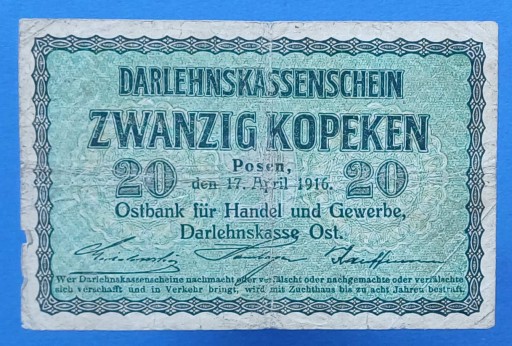 DARLEHNSKASSENSCHEIN
ZWANZIG KOPEKEN
20 Posen, 20
den 17. April 1916.
Ostbank für Handel und Gewerbe,
Darlehnskasse Ost.
Wer Darlehnskassenscheine nachmacht oder verfälscht oder nachgemachte oder verfälschte
sich verschafft und in Verkehr bringt, wird mit Zuchthaus bis zu acht Jahren bestraft.